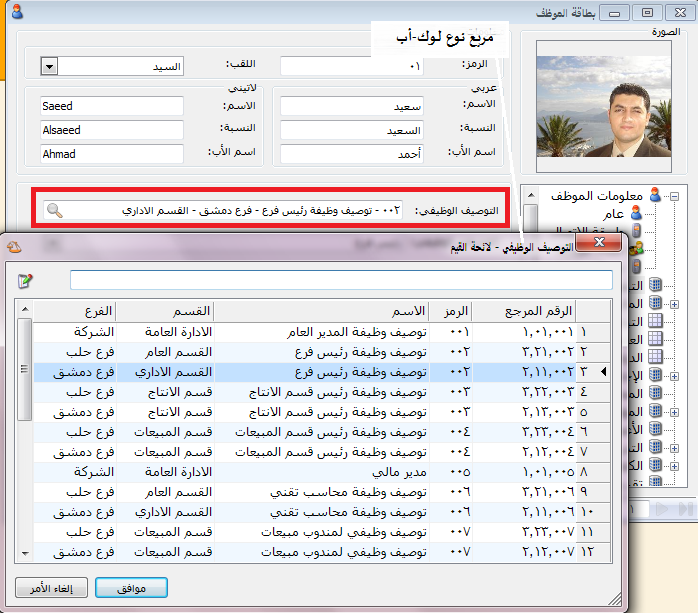 بطاقة الموظف
الصورة
مربع نوع لوك-أب
الرمز: ٠١
اللقب: السيد
عربي
لاتيني
الاسم: سعيد
الاسم: Saeed
النسبة: السعيد
النسبة: Alsaeed
اسم الأب: أحمد
اسم الأب: Ahmad
التوصيف الوظيفي: ٠٠٢ - توصيف وظيفة رئيس فرع - فرع دمشق - القسم الاداري
معلومات الموظف
عام
التوصيف الوظيفي - لائحة القيم
الرقم المرجع الرمز الاسم القسم الفرع
١ ١,٠١,٠٠١ ٠٠١ توصيف وظيفة المدير العام الادارة العامة الشركة
٢ ٣,٢١,٠٠٢ ٠٠٢ توصيف وظيفة رئيس فرع القسم العام فرع حلب
٣ ٢,١١,٠٠٢ ٠٠٢ توصيف وظيفة رئيس فرع القسم الاداري فرع دمشق
٤ ٣,٢٢,٠٠٣ ٠٠٣ توصيف وظيفة رئيس قسم الانتاج قسم الانتاج فرع حلب
٥ ٢,١٣,٠٠٣ ٠٠٣ توصيف وظيفة رئيس قسم الانتاج قسم الانتاج فرع دمشق
٦ ٣,٢٣,٠٠٤ ٠٠٤ توصيف وظيفة رئيس قسم المبيعات قسم المبيعات فرع حلب
٧ ٢,١٢,٠٠٤ ٠٠٤ توصيف وظيفة رئيس قسم المبيعات قسم المبيعات فرع دمشق
٨ ١,٠١,٠٠٥ ٠٠٥ مدير مالي الادارة العامة الشركة
٩ ٣,٢١,٠٠٦ ٠٠٦ توصيف وظيفة محاسب تقني القسم العام فرع حلب
١٠ ٢,١١,٠٠٦ ٠٠٦ توصيف وظيفة محاسب تقني القسم الاداري فرع دمشق
١١ ٣,٢٣,٠٠٧ ٠٠٧ توصيف وظيفي لمندوب مبيعات قسم المبيعات فرع حلب
١٢ ٢,١٢,٠٠٧ ٠٠٧ توصيف وظيفي لمندوب مبيعات قسم المبيعات فرع دمشق
موافق
إلغاء الأمر